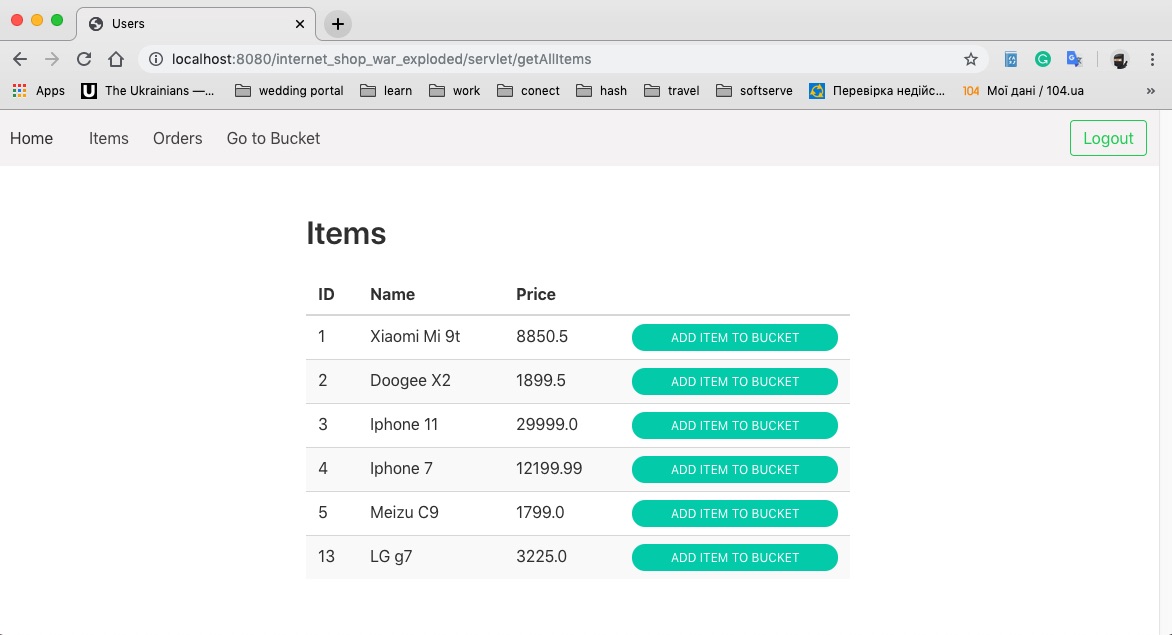 Users
localhost:8080/internet_shop_war_exploded/servlet/getAllItems
Apps U The Ukrainians —... wedding portal learn work conect hash travel softserve Перевірка недійс... 104 Мої дані / 104.ua »
Home Items Orders Go to Bucket Logout
Items
ID Name Price
1 Xiaomi Mi 9t 8850.5 ADD ITEM TO BUCKET
2 Doogee X2 1899.5 ADD ITEM TO BUCKET
3 Iphone 11 29999.0 ADD ITEM TO BUCKET
4 Iphone 7 12199.99 ADD ITEM TO BUCKET
5 Meizu C9 1799.0 ADD ITEM TO BUCKET
13 LG g7 3225.0 ADD ITEM TO BUCKET